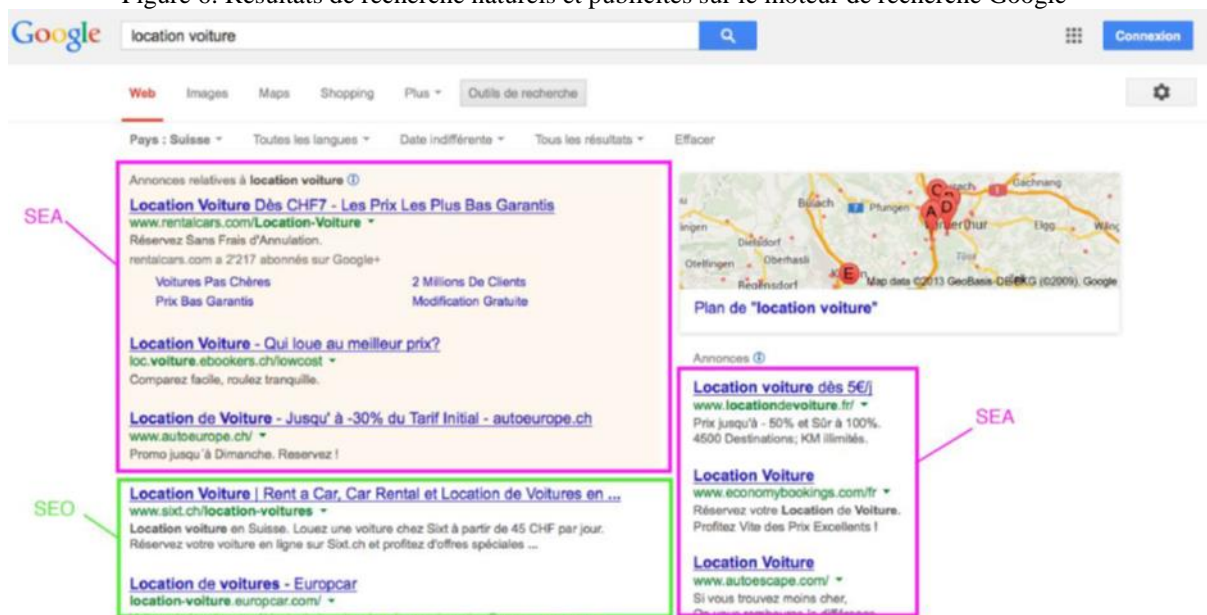 Figure 6: Résultats de recherche naturels et publicités sur le moteur de recherche Google
Google
location voiture
Connexion
Web Images Maps Shopping Plus Outils de recherche
Pays : Suisse Toutes les langues Date indifférente Tous les résultats Effacer
SEA
Annonces relatives à location voiture
Location Voiture Dès CHF7 - Les Prix Les Plus Bas Garantis
www.rentalcars.com/Location-Voiture
Réservez Sans Frais d'Annulation.
rentalcars.com a 2'217 abonnés sur Google+
Voitures Pas Chères 2 Millions De Clients
Prix Bas Garantis Modification Gratuite
Location Voiture - Qui loue au meilleur prix?
loc.voiture.ebookers.ch/lowcost
Comparez facile, roulez tranquille.
Location de Voiture - Jusqu' à -30% du Tarif Initial - autoeurope.ch
www.autoeurope.ch/
Promo jusqu'à Dimanche. Reservez !
SEO
Location Voiture | Rent a Car, Car Rental et Location de Voitures en ...
www.sixt.ch/location-voitures
Location voiture en Suisse. Louez une voiture chez Sixt à partir de 45 CHF par jour.
Réservez votre voiture en ligne sur Sixt.ch et profitez d'offres spéciales ...
Location de voitures - Europcar
location-voiture.europcar.com/
Gachnang
Bülach Pfungen
C
A D
Elgg
Dielsdorf
Otelfingen Oberhasli
E
Regensdorf
Map data ©2013 GeoBasis-DE/BKG (©2009), Google
Plan de "location voiture"
Annonces
SEA
Location voiture dès 5€/j
www.locationdevoiture.fr/
Prix jusqu'à - 50% et Sûr à 100%.
4500 Destinations; KM illimités.
Location Voiture
www.economybookings.com/fr
Réservez votre Location de Voiture.
Profitez Vite des Prix Excellents !
Location Voiture
www.autoescape.com/
Si vous trouvez moins cher,
On vous rembourse la différence